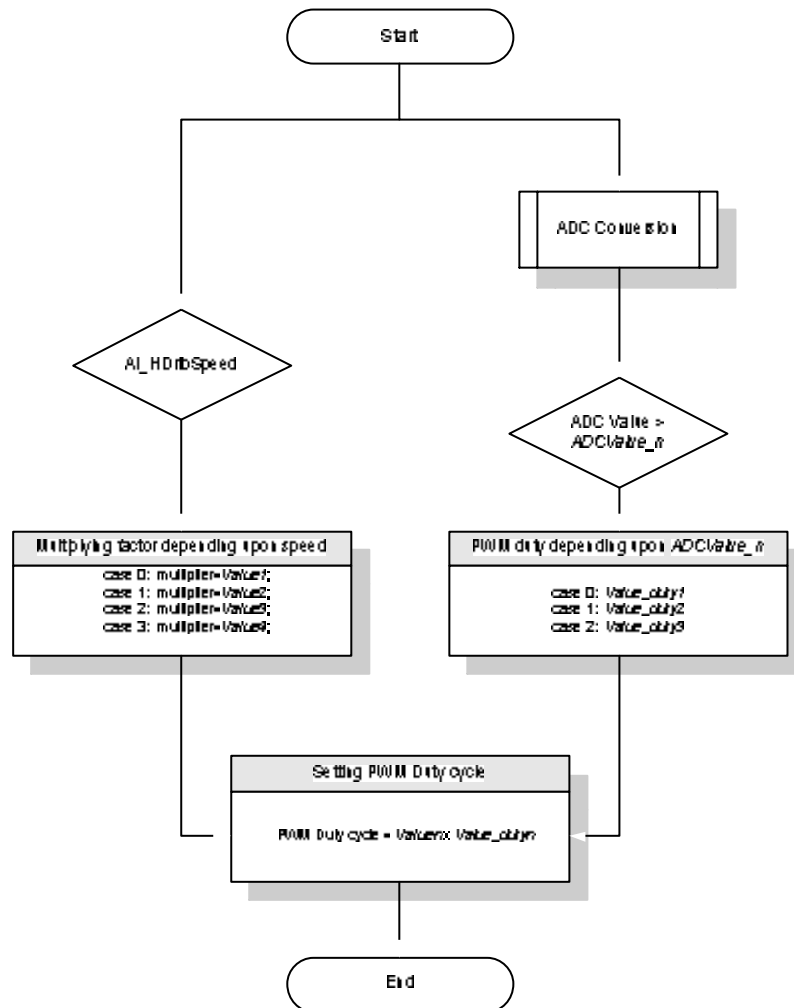 Start
ADC Conversion
AI_HDribSpeed
ADC Value >
ADCValue_n
Multiplying factor depending upon speed
case 0: multiplier=Value1;
case 1: multiplier=Value2;
case 2: multiplier=Value3;
case 3: multiplier=Value4;
PWM duty depending upon ADCValue_n
case 0: Value_duty1
case 1: Value_duty2
case 2: Value_duty3
Setting PWM Duty cycle
PWM Duty cycle = Valuenx Value_dutyn
End